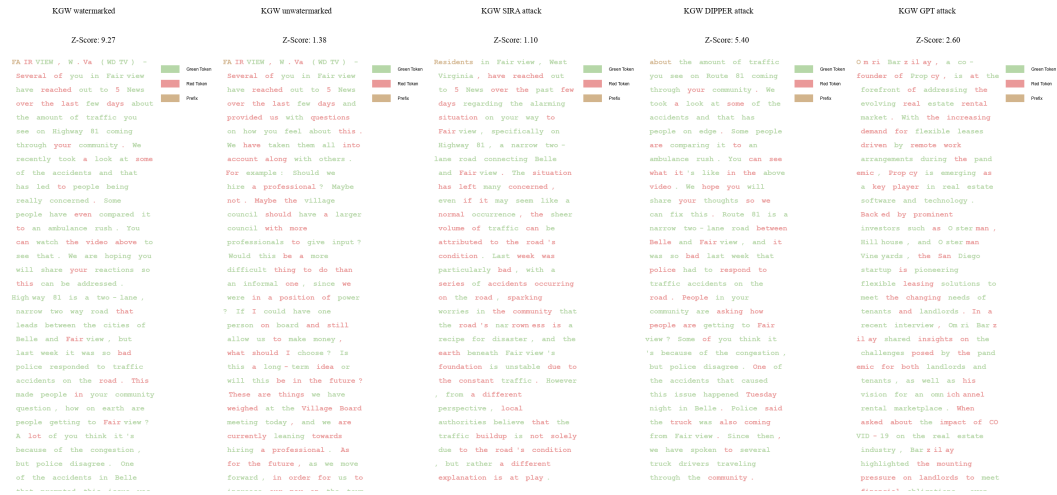 KGW watermarked
Z-Score: 9.27
FA IR VIEW , W . Va ( WD TV ) -
Several of you in Fair view
have reached out to 5 News
over the last few days about
the amount of traffic you
see on Highway 81 coming
through your community . We
recently took a look at some
of the accidents and that
has led to people being
really concerned . Some
people have even compared it
to an ambulance rush . You
can watch the video above to
see that . We are hoping you
will share your reactions so
this can be addressed .
High way 81 is a two - lane ,
narrow two way road that
leads between the cities of
Belle and Fair view , but
last week it was so bad
police responded to traffic
accidents on the road . This
made people in your community
question , how on earth are
people getting to Fair view ?
A lot of you think it 's
because of the congestion ,
but police disagree . One
of the accidents in Belle
Green Token
Red Token
Prefix
KGW unwatermarked
Z-Score: 1.38
FA IR VIEW , W . Va ( WD TV ) -
Several of you in Fair view
have reached out to 5 News
over the last few days and
provided us with questions
on how you feel about this .
We have taken them all into
account along with others .
For example : Should we
hire a professional ? Maybe
not . Maybe the village
council should have a larger
council with more
professionals to give input ?
Would this be a more
difficult thing to do than
an informal one , since we
were in a position of power
? If I could have one
person on board and still
allow us to make money ,
what should I choose ? Is
this a long - term idea or
will this be in the future ?
These are things we have
weighed at the Village Board
meeting today , and we are
currently leaning towards
hiring a professional . As
for the future , as we move
forward , in order for us to
Green Token
Red Token
Prefix
KGW SIRA attack
Z-Score: 1.10
Residents in Fair view , West
Virginia , have reached out
to 5 News over the past few
days regarding the alarming
situation on your way to
Fair view . specifically on
Highway 81 , a narrow two -
lane road connecting Belle
and Fair view . The situation
has left many concerned ,
even if it may seem like a
normal occurrence , the sheer
volume of traffic can be
attributed to the road 's
condition . Last week was
particularly bad , with a
series of accidents occurring
on the road , sparking
worries in the community that
the road 's nar rown ess is a
recipe for disaster , and the
earth beneath Fair view 's
foundation is unstable due to
the constant traffic . However
, from a different
perspective , local
authorities believe that the
traffic buildup is not solely
due to the road 's condition
, but rather a different
explanation is at play .
Green Token
Red Token
Prefix
KGW DIPPER attack
Z-Score: 5.40
about the amount of traffic
you see on Route 81 coming
through your community . We
took a look at some of the
accidents and that has
people on edge . Some people
are comparing it to an
ambulance rush . You can see
what it 's like in the above
video . We hope you will
share your thoughts so we
can fix this . Route 81 is a
narrow two - lane road between
Belle and Fair view , and it
was so bad last week that
police had to respond to
traffic accidents on the
road . People in your
community are asking how
people are getting to Fair
view ? Some of you think it
's because of the congestion ,
but police disagree . One of
the accidents that caused
this issue happened Tuesday
night in Belle . Police said
the truck was also coming
from Fair view . Since then ,
we have spoken to several
truck drivers traveling
through the community .
Green Token
Red Token
Prefix
KGW GPT attack
Z-Score: 2.60
O m ri Bar z il ay , a co -
founder of Prop cy , is at the
forefront of addressing the
evolving real estate rental
market . With the increasing
demand for flexible leases
driven by remote work
arrangements during the pand
emic , Prop cy is emerging as
a key player in real estate
software and technology .
Back ed by prominent
investors such as O ster man ,
Hill house , and O ster man
Vine yards , the San Diego
startup is pioneering
flexible leasing solutions to
meet the changing needs of
tenants and landlords . In a
recent interview , Om ri Bar z
il ay shared insights on the
challenges posed by the pand
emic for both landlords and
tenants , as well as his
vision for an om ich annel
rental marketplace . When
asked about the impact of CO
VID - 19 on the real estate
industry , Bar z il ay
highlighted the mounting
pressure on landlords to meet
Green Token
Red Token
Prefix